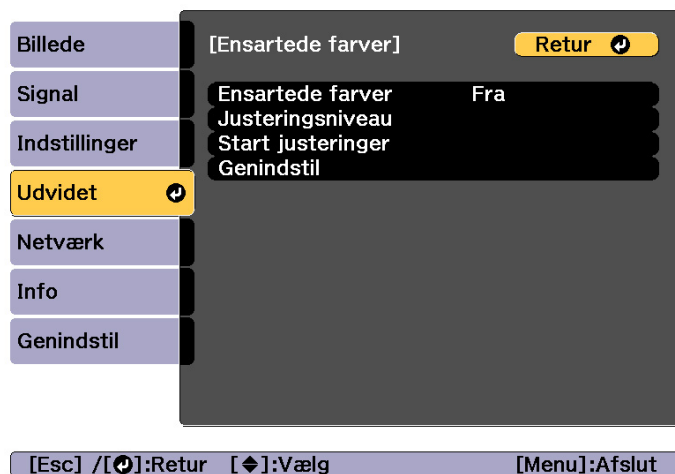 Billede
Signal
Indstillinger
Udvidet
Netværk
Info
Genindstil
[Ensartede farver] Retur
Ensartede farver Fra
Justeringsniveau
Start justeringer
Genindstil
[Esc] /[ ]:Retur [ ]:Vælg [Menu]:Afslut